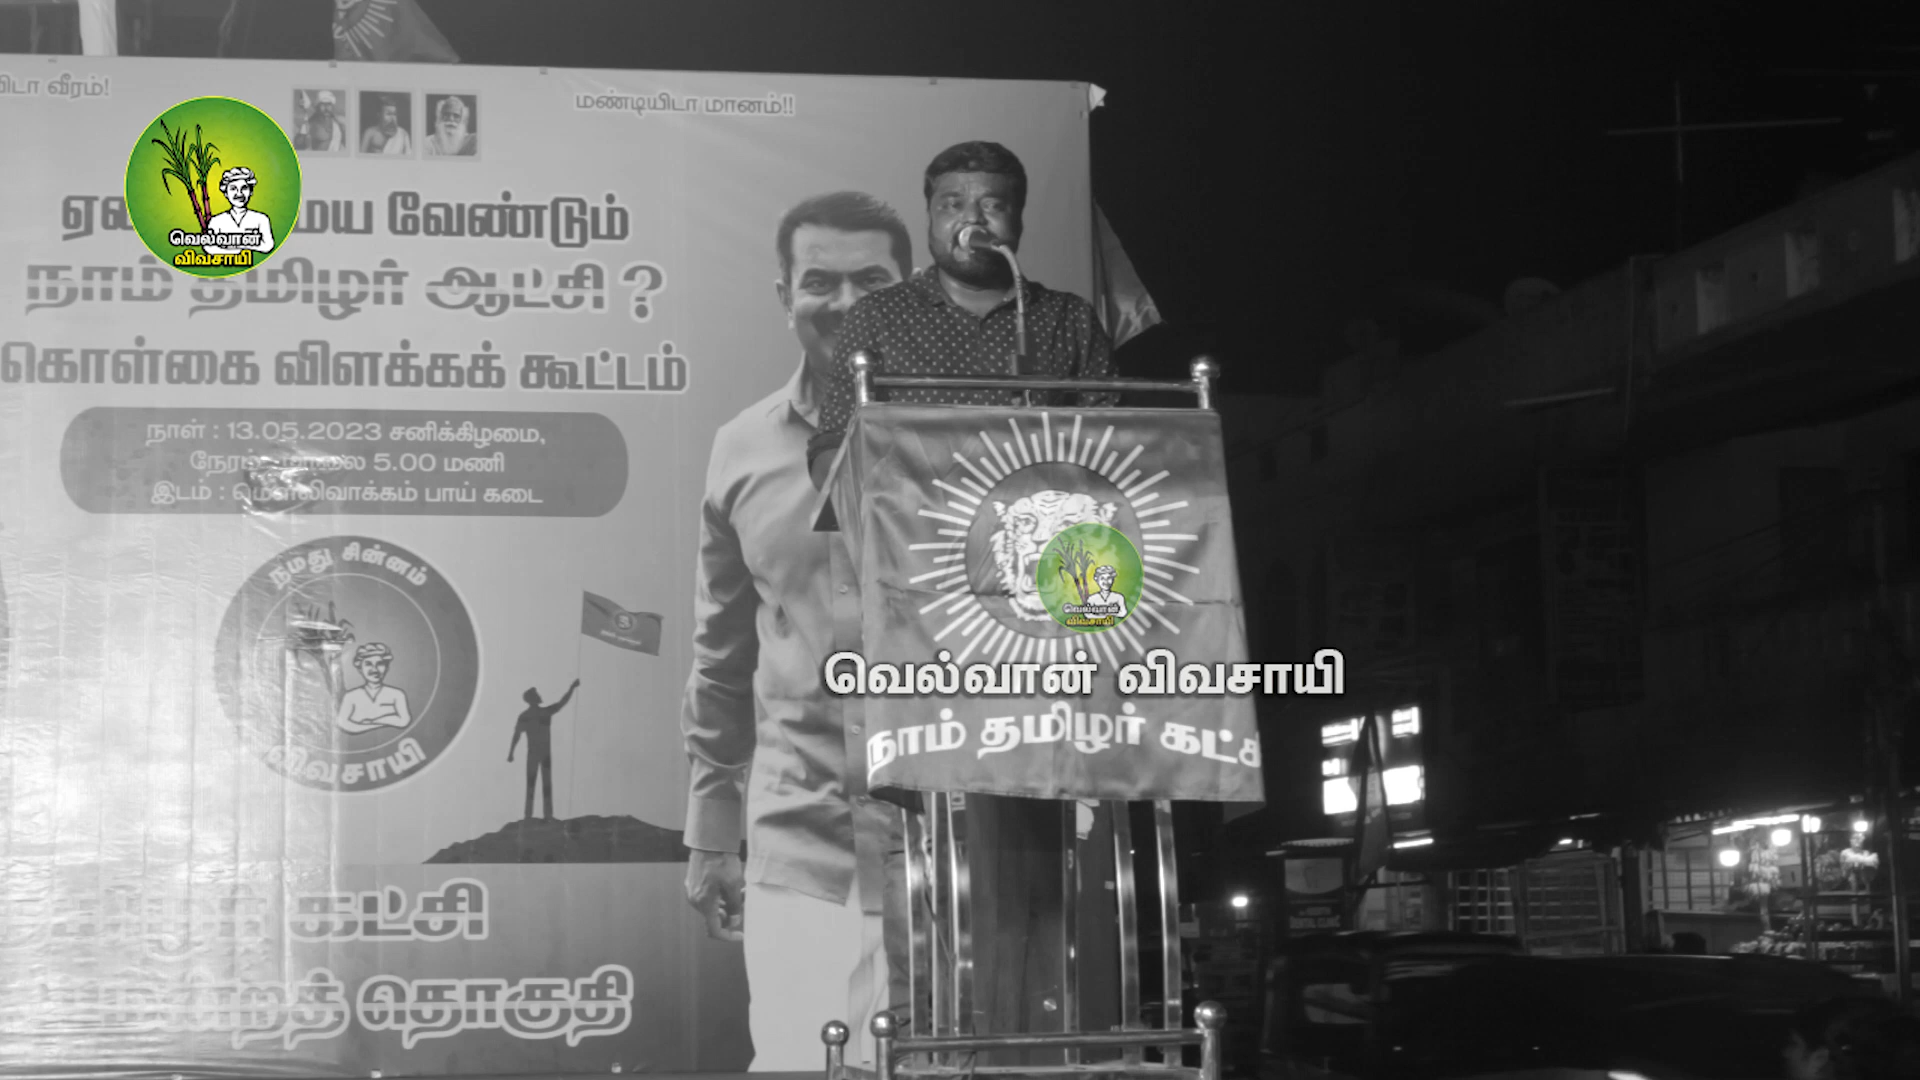 வீரம்!
மண்டியிடா மானம்!!
வேண்டும்
நாம் தமிழர் ஆட்சி ?
கொள்கை விளக்கக் கூட்டம்
நாள் : 13.05.2023 சனிக்கிழமை,
நேரம் : மாலை 5.00 மணி
இடம் : மௌலிவாக்கம் பாய் கடை
நமது சின்னம்
விவசாயி
கட்சி
தொகுதி
வெல்வான்
விவசாயி
வெல்வான்
விவசாயி
வெல்வான் விவசாயி
நாம் தமிழர் கட்சி